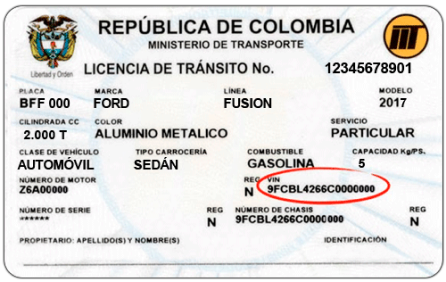 REPÚBLICA DE COLOMBIA
MINISTERIO DE TRANSPORTE
Libertad y Orden
LICENCIA DE TRÁNSITO No. 12345678901
PLACA MARCA LÍNEA MODELO
BFF 000 FORD FUSION 2017
CILINDRADA CC COLOR SERVICIO
2.000 T ALUMINIO METALICO PARTICULAR
CLASE DE VEHÍCULO TIPO CARROCERÍA COMBUSTIBLE CAPACIDAD Kg/PS.
AUTOMÓVIL SEDÁN GASOLINA 5
NÚMERO DE MOTOR REG VIN
Z6A00000 N 9FCBL4266C0000000
NÚMERO DE SERIE REG NÚMERO DE CHASIS REG
****** N 9FCBL4266C0000000 N
PROPIETARIO: APELLIDO(S) Y NOMBRE(S) IDENTIFICACIÓN